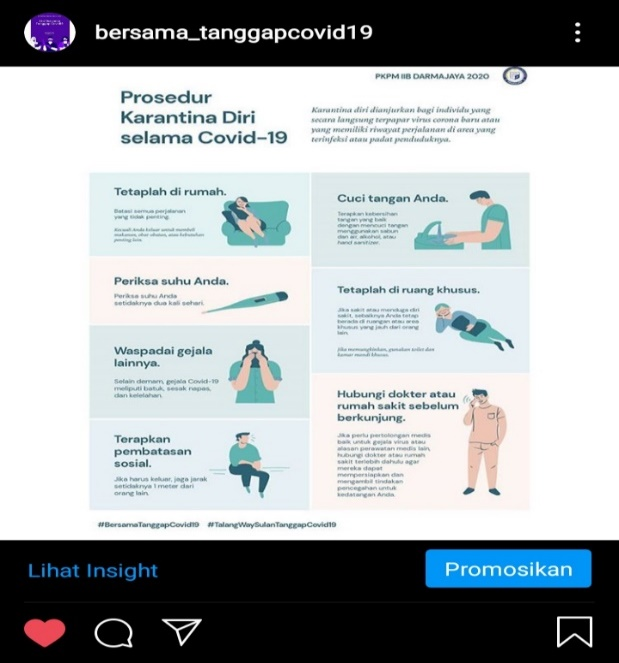 bersama_tanggapcovid19
PKPM IIB DARMAJAYA 2020
Prosedur
Karantina Diri
selama Covid-19
Karantina diri dianjurkan bagi individu yang
secara langsung terpapar virus corona baru atau
yang memiliki riwayat perjalanan di area yang
terinfeksi atau padat penduduknya.
Tetaplah di rumah.
Batasi semua perjalanan
yang tidak penting.
Kecuali Anda keluar untuk membeli
makanan, obat-obatan, atau kebutuhan
penting lain.
Periksa suhu Anda.
Periksa suhu Anda
setidaknya dua kali sehari.
Waspadai gejala
lainnya.
Selain demam, gejala Covid-19
meliputi batuk, sesak napas,
dan kelelahan.
Terapkan
pembatasan
sosial.
Jika harus keluar, jaga jarak
setidaknya 1 meter dari
orang lain.
Cuci tangan Anda.
Terapkan kebersihan
tangan yang baik
dengan mencuci tangan
menggunakan sabun
dan air, alkohol, atau
hand sanitizer.
Tetaplah di ruang khusus.
Jika sakit atau menduga diri
sakit, sebaiknya Anda tetap
berada di ruangan atau area
khusus yang jauh dari orang
lain.
Jika memungkinkan, gunakan toilet dan
kamar mandi khusus.
Hubungi dokter atau
rumah sakit sebelum
berkunjung.
Jika perlu pertolongan medis
baik untuk gejala virus atau
alasan perawatan medis lain,
hubungi dokter atau rumah
sakit terlebih dahulu agar
mereka dapat
mempersiapkan dan
mengambil tindakan
pencegahan untuk
kedatangan Anda.
#BersamaTanggapCovid19 #TalangWaySulanTanggapCovid19
Lihat Insight
Promosikan